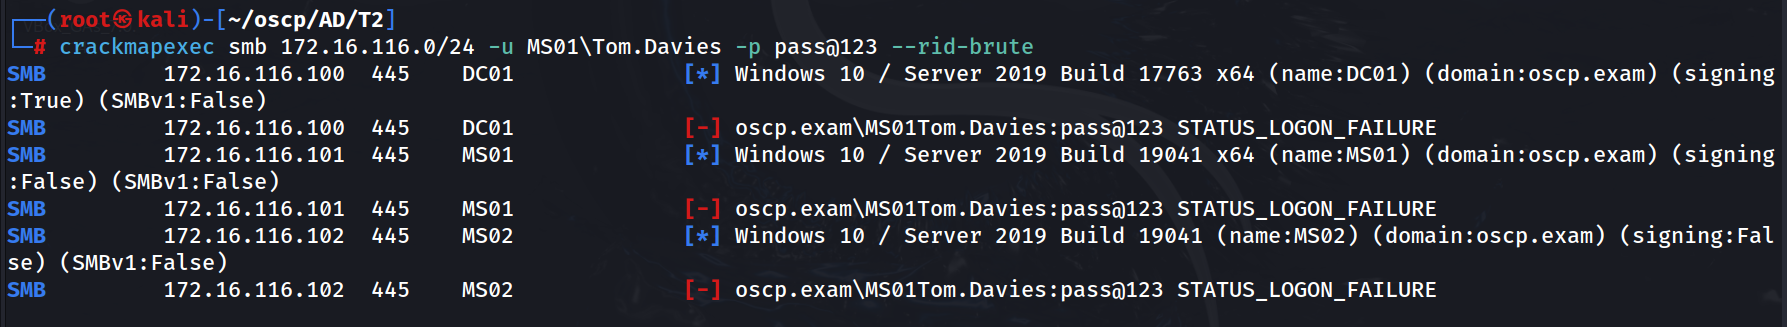 ┌──(root㉿kali)-[~/oscp/AD/T2]
└─# crackmapexec smb 172.16.116.0/24 -u MS01\Tom.Davies -p pass@123 --rid-brute
SMB 172.16.116.100 445 DC01 [*] Windows 10 / Server 2019 Build 17763 x64 (name:DC01) (domain:oscp.exam) (signing
:True) (SMBv1:False)
SMB 172.16.116.100 445 DC01 [-] oscp.exam\MS01Tom.Davies:pass@123 STATUS_LOGON_FAILURE
SMB 172.16.116.101 445 MS01 [*] Windows 10 / Server 2019 Build 19041 x64 (name:MS01) (domain:oscp.exam) (signing
:False) (SMBv1:False)
SMB 172.16.116.101 445 MS01 [-] oscp.exam\MS01Tom.Davies:pass@123 STATUS_LOGON_FAILURE
SMB 172.16.116.102 445 MS02 [*] Windows 10 / Server 2019 Build 19041 (name:MS02) (domain:oscp.exam) (signing:Fal
se) (SMBv1:False)
SMB 172.16.116.102 445 MS02 [-] oscp.exam\MS01Tom.Davies:pass@123 STATUS_LOGON_FAILURE